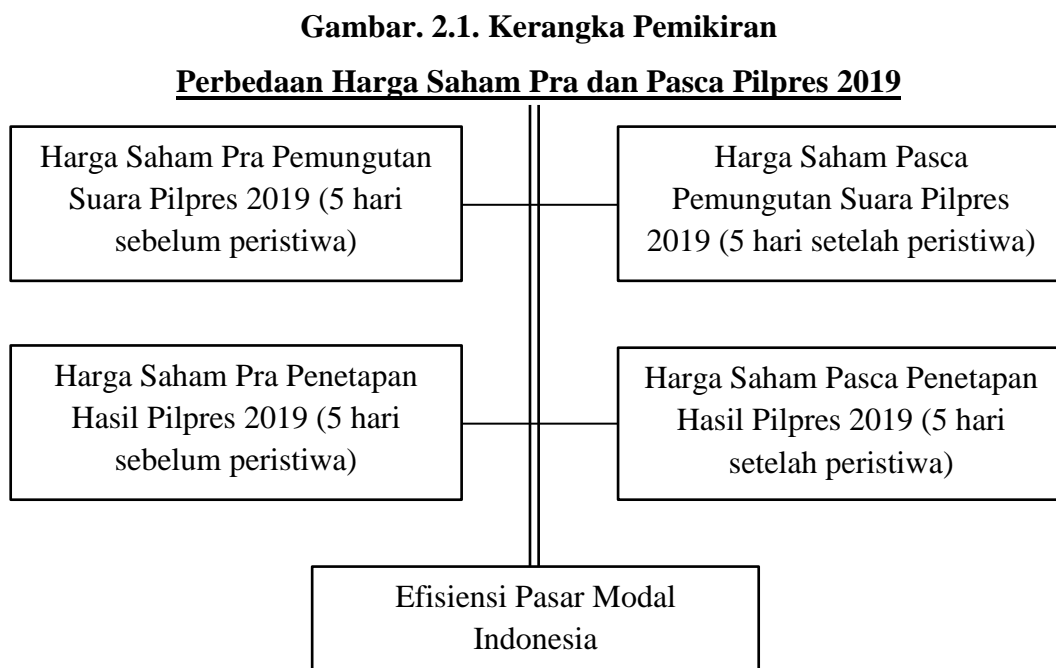 Gambar. 2.1. Kerangka Pemikiran
Perbedaan Harga Saham Pra dan Pasca Pilpres 2019
Harga Saham Pra Pemungutan
Suara Pilpres 2019 (5 hari
sebelum peristiwa)
Harga Saham Pasca
Pemungutan Suara Pilpres
2019 (5 hari setelah peristiwa)
Harga Saham Pra Penetapan
Hasil Pilpres 2019 (5 hari
sebelum peristiwa)
Harga Saham Pasca Penetapan
Hasil Pilpres 2019 (5 hari
setelah peristiwa)
Efisiensi Pasar Modal
Indonesia